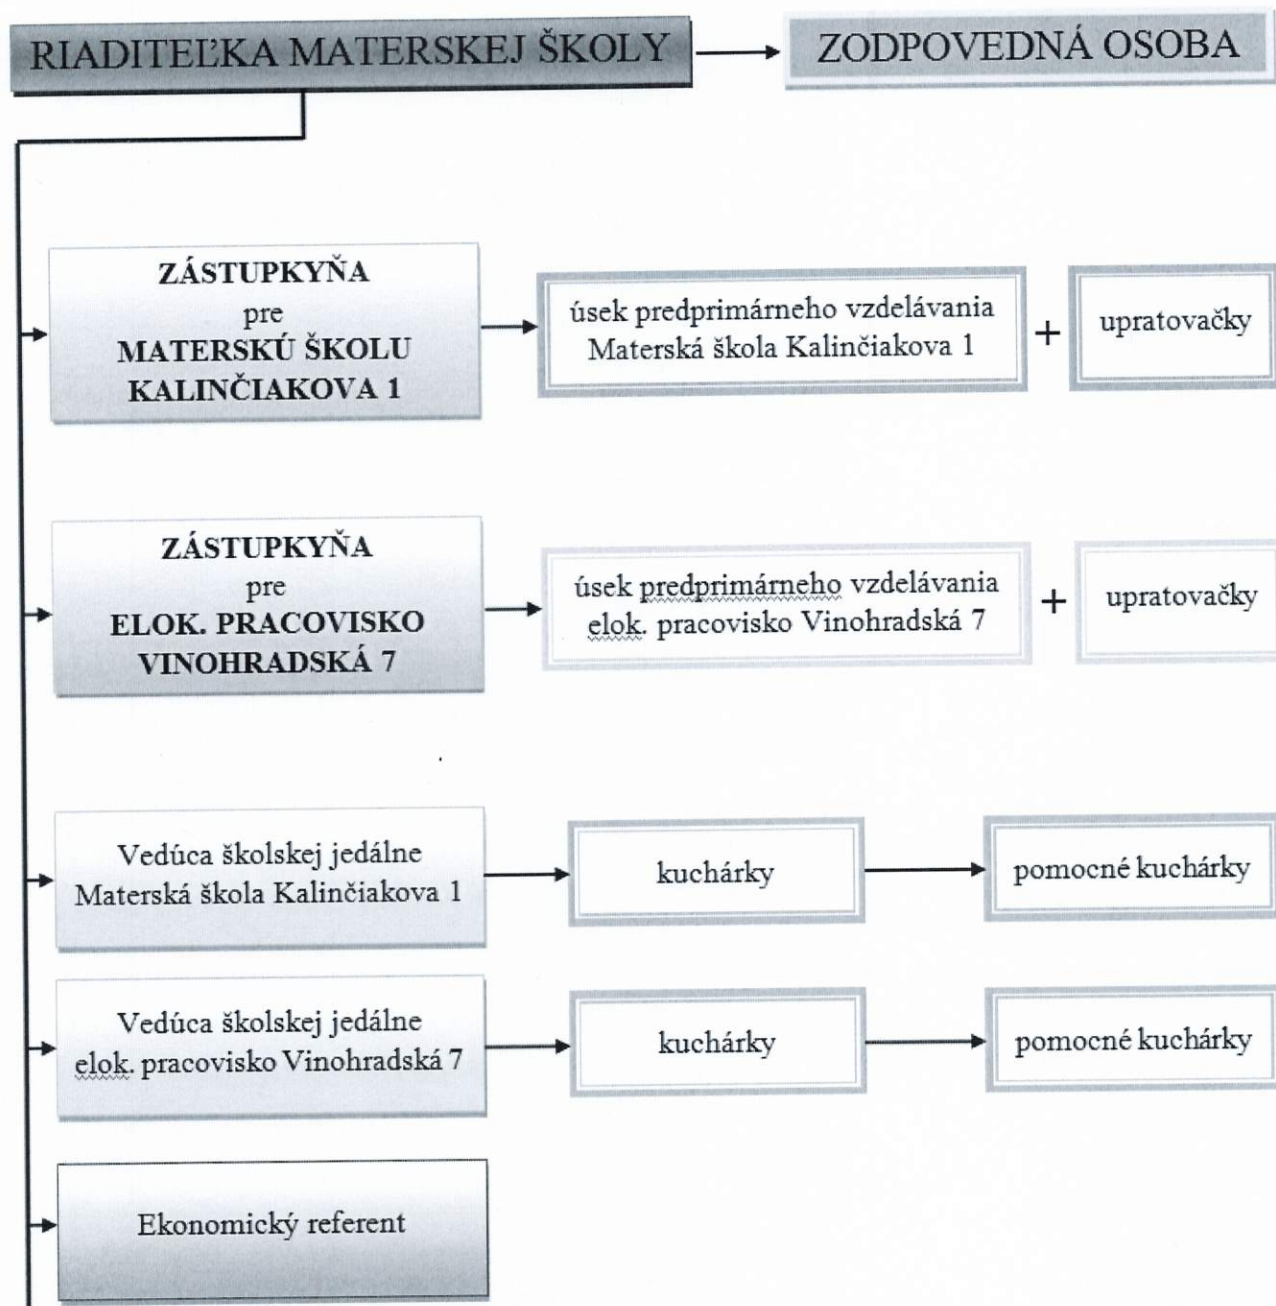 RIADITEĽKA MATERSKEJ ŠKOLY
ZODPOVEDNÁ OSOBA
ZÁSTUPKYŇA
pre
MATERSKÚ ŠKOLU
KALINČIAKOVA 1
úsek predprimárneho vzdelávania
Materská škola Kalinčiakova 1
+
upratovačky
ZÁSTUPKYŇA
pre
ELOK. PRACOVISKO
VINOHRADSKÁ 7
úsek predprimárneho vzdelávania
elok. pracovisko Vinohradská 7
+
upratovačky
Vedúca školskej jedálne
Materská škola Kalinčiakova 1
kuchárky
pomocné kuchárky
Vedúca školskej jedálne
elok. pracovisko Vinohradská 7
kuchárky
pomocné kuchárky
Ekonomický referent